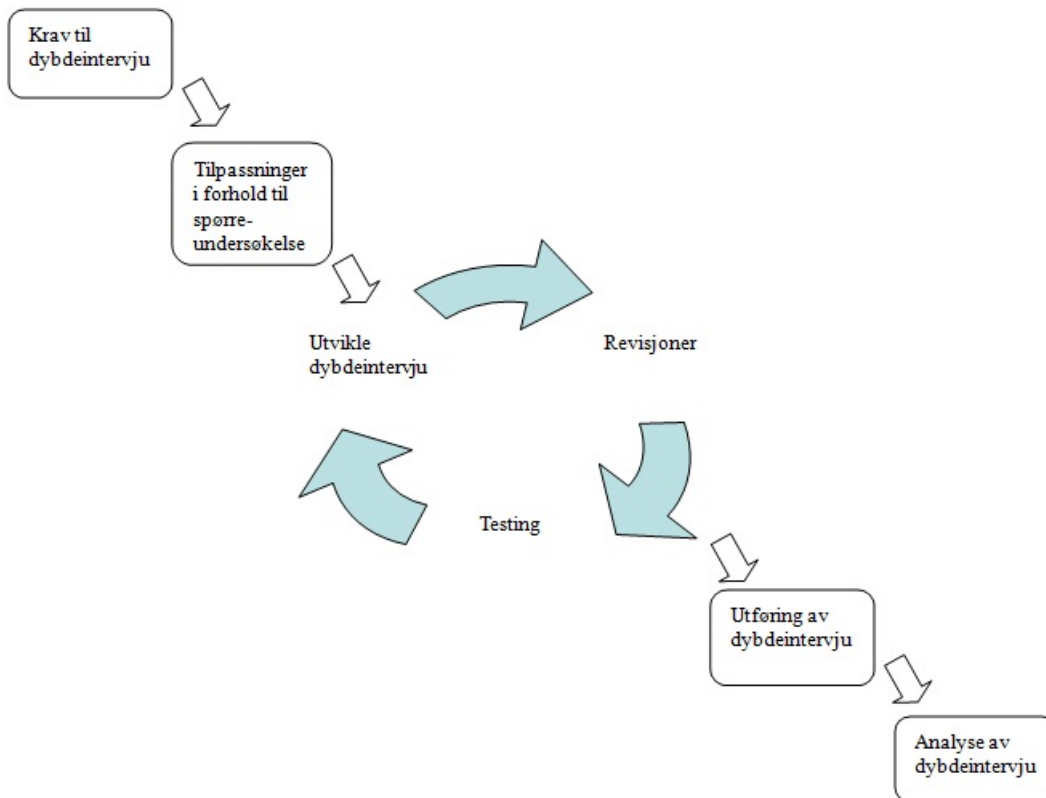 Krav til
dybdeintervju
Tilpassninger
i forhold til
spørre-
undersøkelse
Utvikle
dybdeintervju
Revisjoner
Testing
Utføring av
dybdeintervju
Analyse av
dybdeintervju